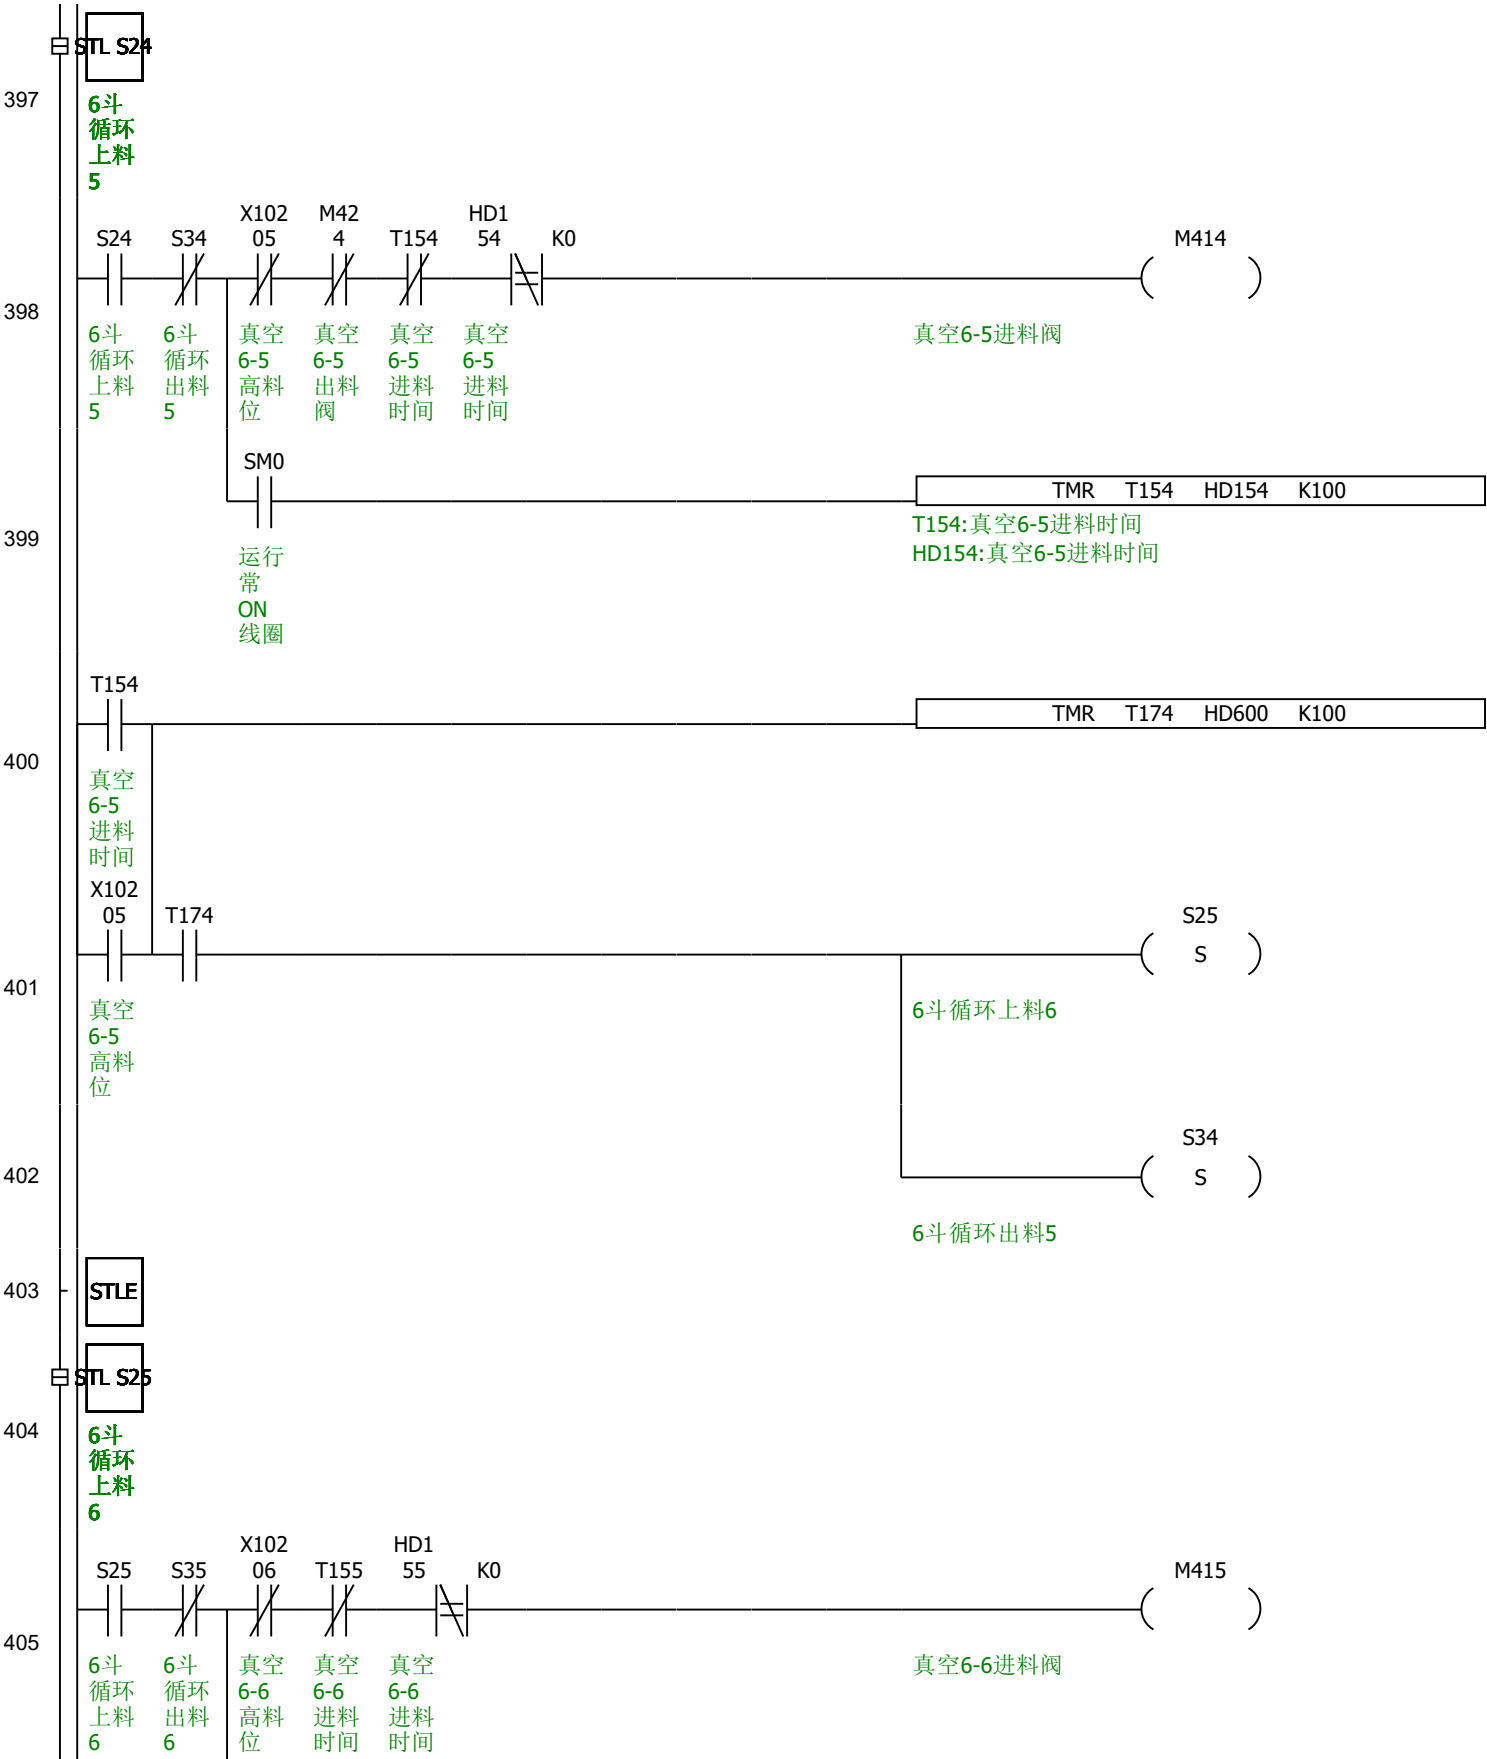 STL S24
397
6斗
循环
上料
5
X102 M42 HD1
S24 S34 05 4 T154 54 K0 M414
398
6斗 6斗 真空 真空 真空 真空 真空6-5进料阀
循环 循环 6-5 6-5 6-5 6-5
上料 出料 高料 出料 进料 进料
5 5 位 阀 时间 时间
SM0
TMR T154 HD154 K100
399
T154:真空6-5进料时间
HD154:真空6-5进料时间
运行
常
ON
线圈
T154
TMR T174 HD600 K100
400
真空
6-5
进料
时间
X102
05 T174 S25
S
401
真空 6斗循环上料6
6-5
高料
位
S34
402
S
6斗循环出料5
403
STLE
STL S25
404
6斗
循环
上料
6
X102 HD1
S25 S35 06 T155 55 K0 M415
405
6斗 6斗 真空 真空 真空 真空6-6进料阀
循环 循环 6-6 6-6 6-6
上料 出料 高料 进料 进料
6 6 位 时间 时间